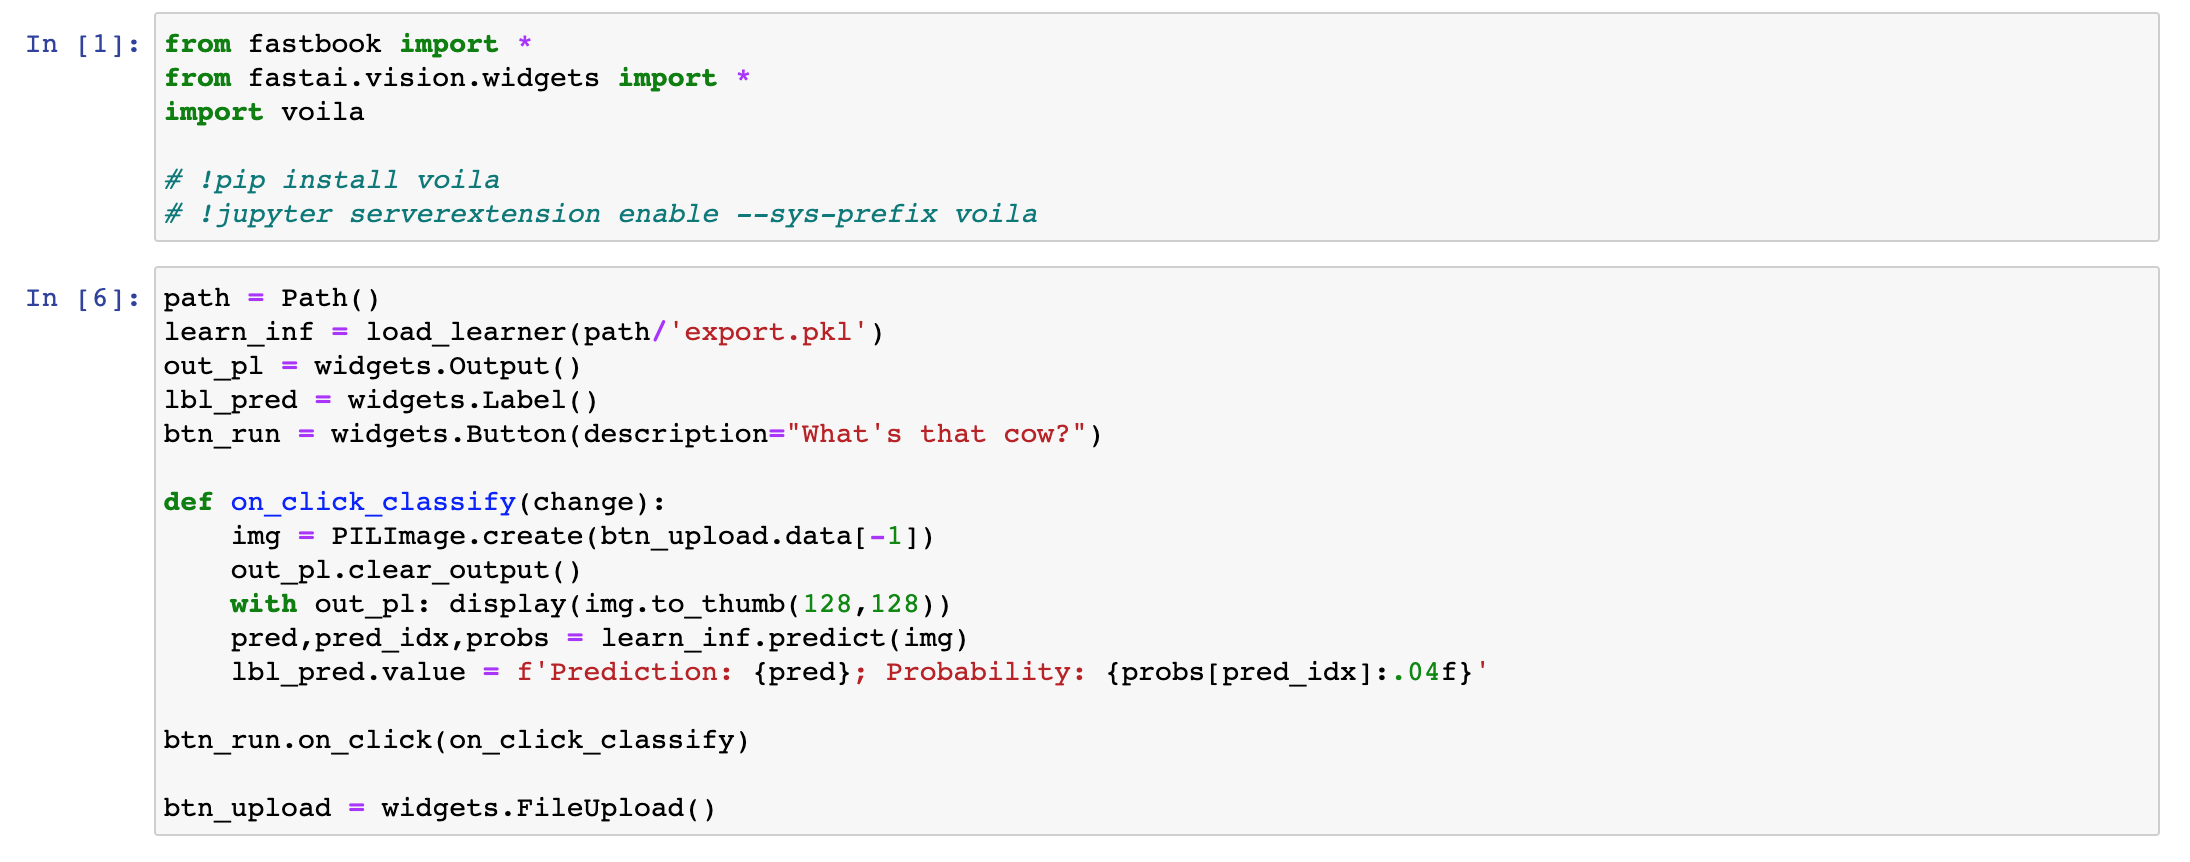 In [1]: from fastbook import *
from fastai.vision.widgets import *
import voila
# !pip install voila
# !jupyter serverextension enable --sys-prefix voila
In [6]: path = Path()
learn_inf = load_learner(path/'export.pkl')
out_pl = widgets.Output()
lbl_pred = widgets.Label()
btn_run = widgets.Button(description="What's that cow?")
def on_click_classify(change):
    img = PILImage.create(btn_upload.data[-1])
    out_pl.clear_output()
    with out_pl: display(img.to_thumb(128,128))
    pred,pred_idx,probs = learn_inf.predict(img)
    lbl_pred.value = f'Prediction: {pred}; Probability: {probs[pred_idx]:.04f}'
btn_run.on_click(on_click_classify)
btn_upload = widgets.FileUpload()